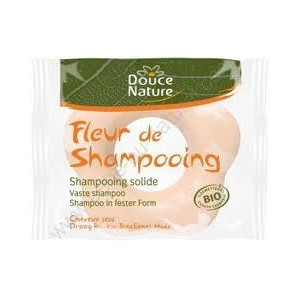 Douce
Nature
Fleur de
Shampooing
Shampooing solide
Vaste shampoo
Shampoo in fester Form
BIO
Cheveux secs